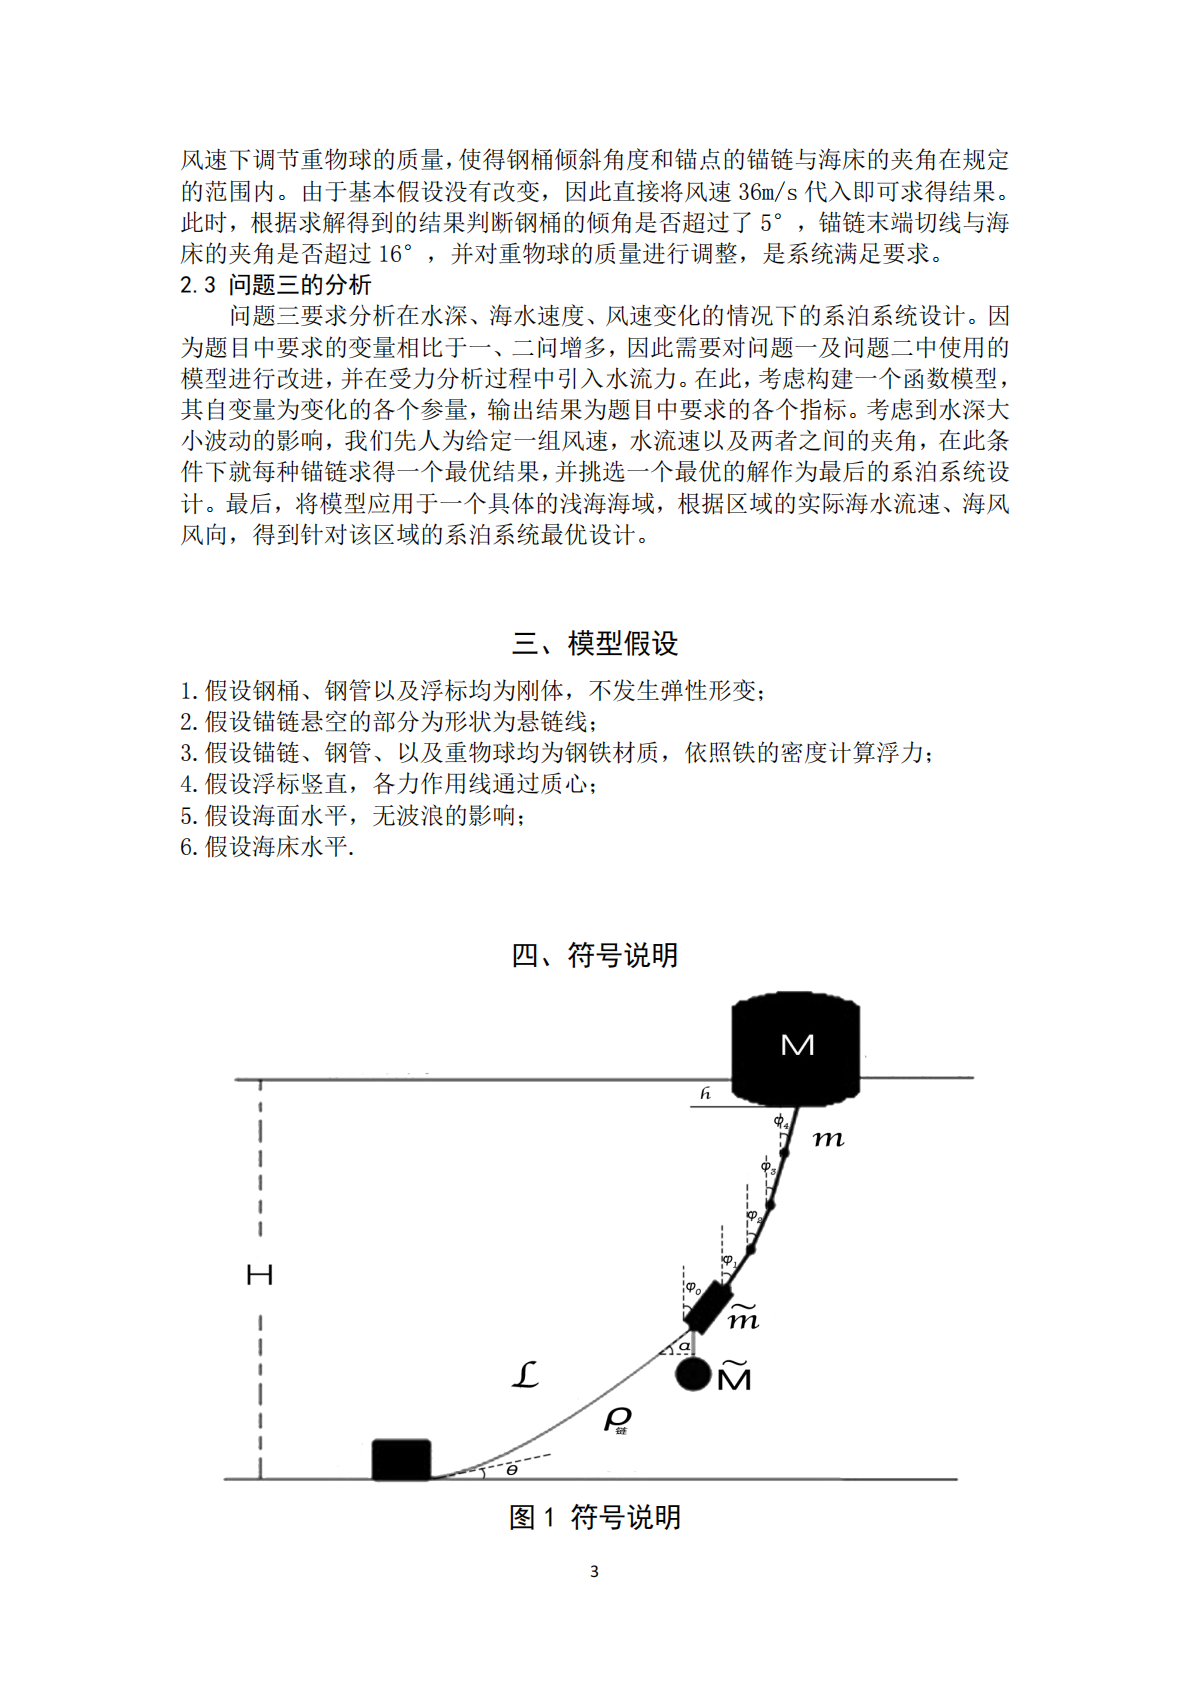 风速下调节重物球的质量，使得钢桶倾斜角度和锚点的锚链与海床的夹角在规定
的范围内。由于基本假设没有改变，因此直接将风速 36m/s 代入即可求得结果。
此时，根据求解得到的结果判断钢桶的倾角是否超过了 5°，锚链末端切线与海
床的夹角是否超过 16°，并对重物球的质量进行调整，是系统满足要求。
2.3 问题三的分析
问题三要求分析在水深、海水速度、风速变化的情况下的系泊系统设计。因
为题目中要求的变量相比于一、二问增多，因此需要对问题一及问题二中使用的
模型进行改进，并在受力分析过程中引入水流力。在此，考虑构建一个函数模型，
其自变量为变化的各个参量，输出结果为题目中要求的各个指标。考虑到水深大
小波动的影响，我们先人为给定一组风速，水流速以及两者之间的夹角，在此条
件下就每种锚链求得一个最优结果，并挑选一个最优的解作为最后的系泊系统设
计。最后，将模型应用于一个具体的浅海海域，根据区域的实际海水流速、海风
风向，得到针对该区域的系泊系统最优设计。
三、模型假设
1.假设钢桶、钢管以及浮标均为刚体，不发生弹性形变；
2.假设锚链悬空的部分为形状为悬链线；
3.假设锚链、钢管、以及重物球均为钢铁材质，依照铁的密度计算浮力；
4.假设浮标竖直，各力作用线通过质心；
5.假设海面水平，无波浪的影响；
6.假设海床水平.
四、符号说明
M
h
φ₄
m
φ₃
φ₂
φ₁
H
φ₀
m̃
α
M̃
ℒ
ρ链
θ
图 1 符号说明
3